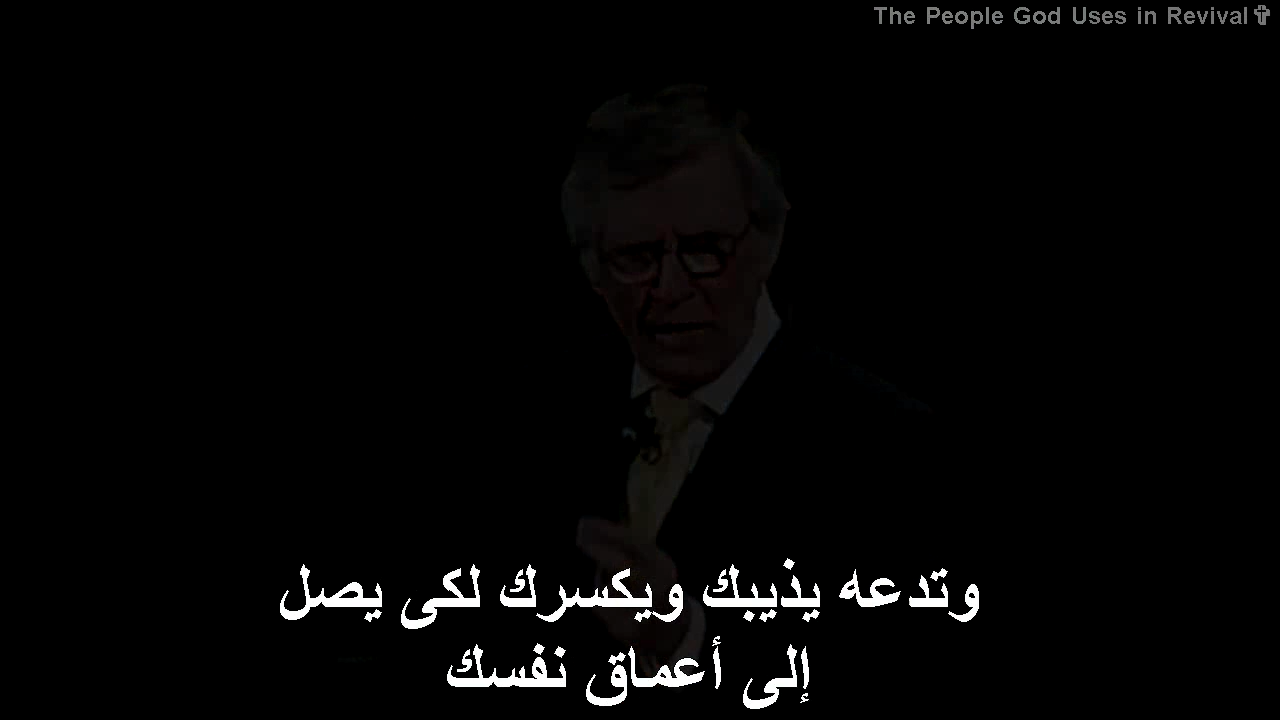 The People God Uses in Revival✞
وتدعه يذيبك ويكسرك لكى يصل
إلى أعماق نفسك